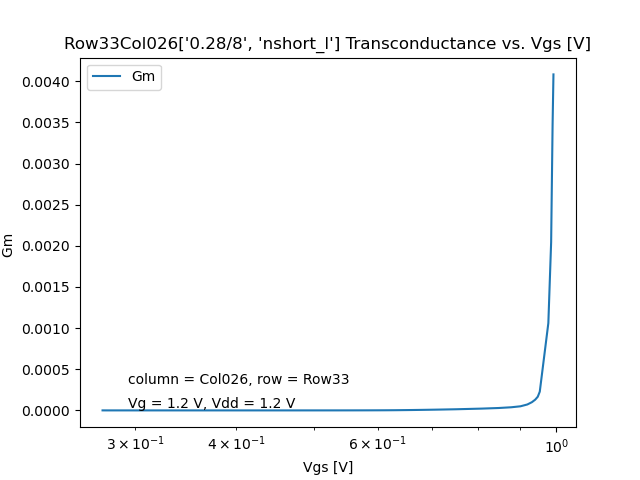 Row33Col026['0.28/8', 'nshort_l'] Transconductance vs. Vgs [V]
Gm
0.0040
0.0035
0.0030
0.0025
0.0020
0.0015
0.0010
0.0005
0.0000
Gm
column = Col026, row = Row33
Vg = 1.2 V, Vdd = 1.2 V
3 × 10⁻¹ 4 × 10⁻¹ 6 × 10⁻¹ 10⁰
Vgs [V]